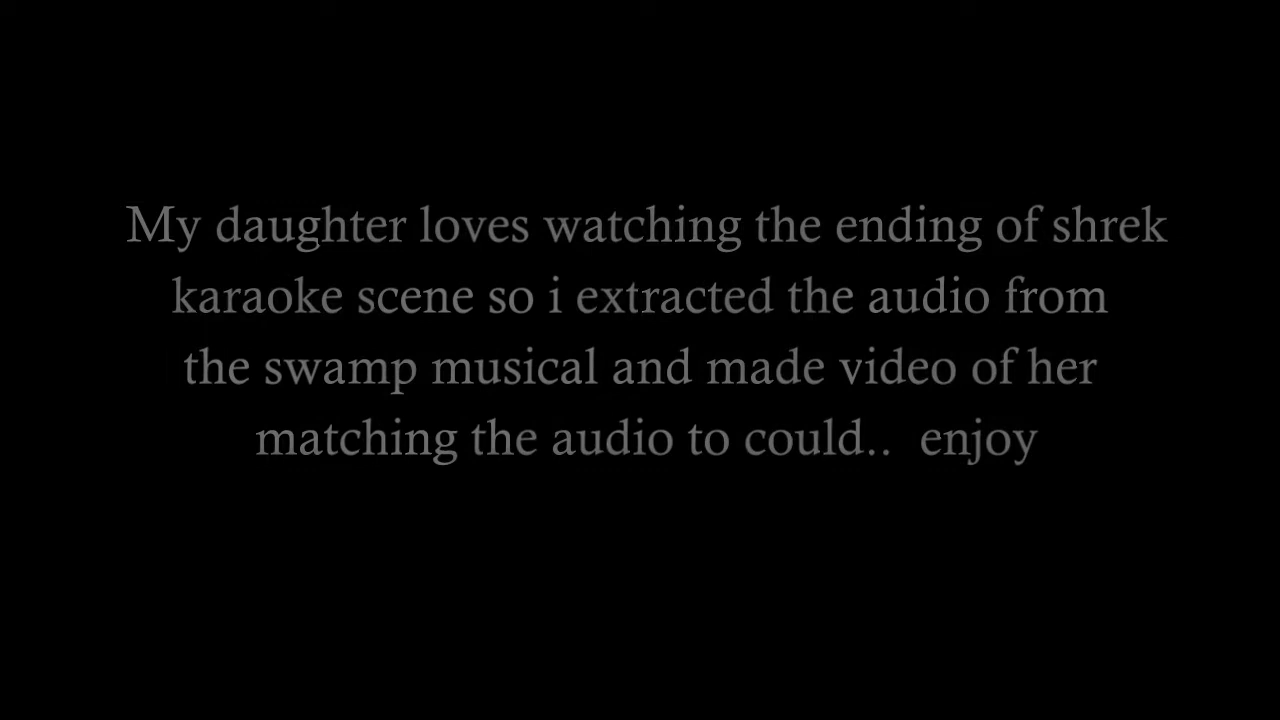 My daughter loves watching the ending of shrek
karaoke scene so i extracted the audio from
the swamp musical and made video of her
matching the audio to could..  enjoy